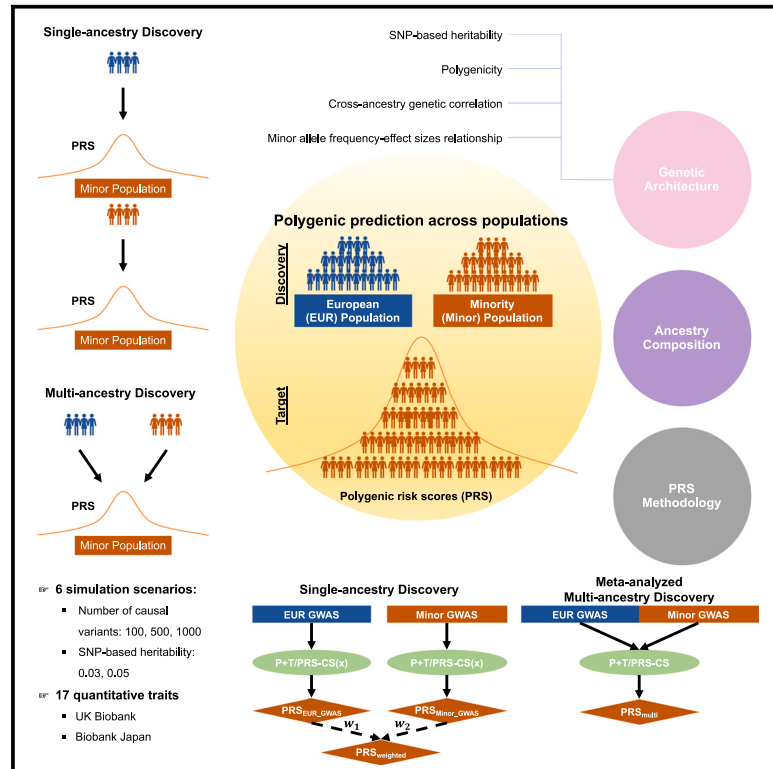 Single-ancestry Discovery
PRS
Minor Population
PRS
Minor Population
Multi-ancestry Discovery
PRS
Minor Population
☞ 6 simulation scenarios:
▪ Number of causal
variants: 100, 500, 1000
▪ SNP-based heritability:
0.03, 0.05
☞ 17 quantitative traits
▪ UK Biobank
▪ Biobank Japan
SNP-based heritability
Polygenicity
Cross-ancestry genetic correlation
Minor allele frequency-effect sizes relationship
Genetic
Architecture
Ancestry
Composition
PRS
Methodology
Polygenic prediction across populations
Discovery
European
(EUR) Population
Minority
(Minor) Population
Target
Polygenic risk scores (PRS)
Single-ancestry Discovery
EUR GWAS
Minor GWAS
P+T/PRS-CS(x)
P+T/PRS-CS(x)
PRSEUR_GWAS
PRSMinor_GWAS
w1
w2
PRSweighted
Meta-analyzed
Multi-ancestry Discovery
EUR GWAS
Minor GWAS
P+T/PRS-CS
PRSmulti